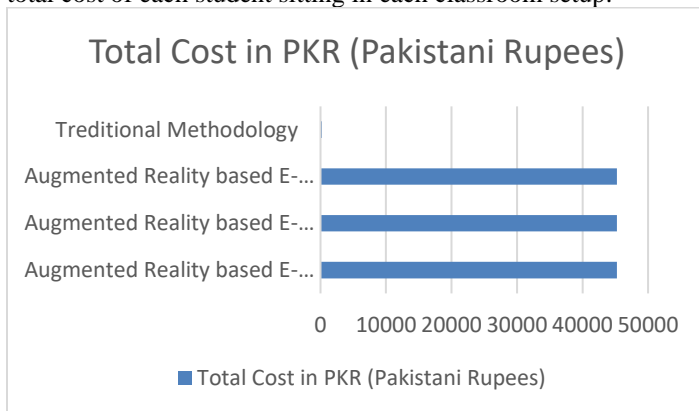 total cost of each student sitting in each classroom setup.
Total Cost in PKR (Pakistani Rupees)
Treditional Methodology
Augmented Reality based E-...
Augmented Reality based E-...
Augmented Reality based E-...
0 10000 20000 30000 40000 50000
Total Cost in PKR (Pakistani Rupees)